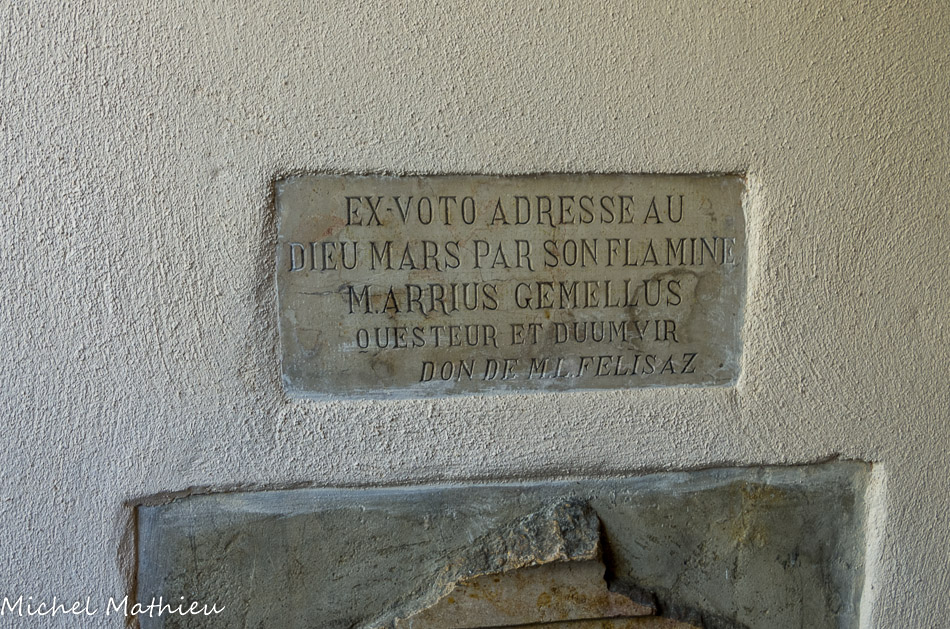 EX-VOTO ADRESSE AU
DIEU MARS PAR SON FLAMINE
M.ARRIUS GEMELLUS
QUESTEUR ET DUUMVIR
DON DE M.L.FELISAZ
Michel Mathieu